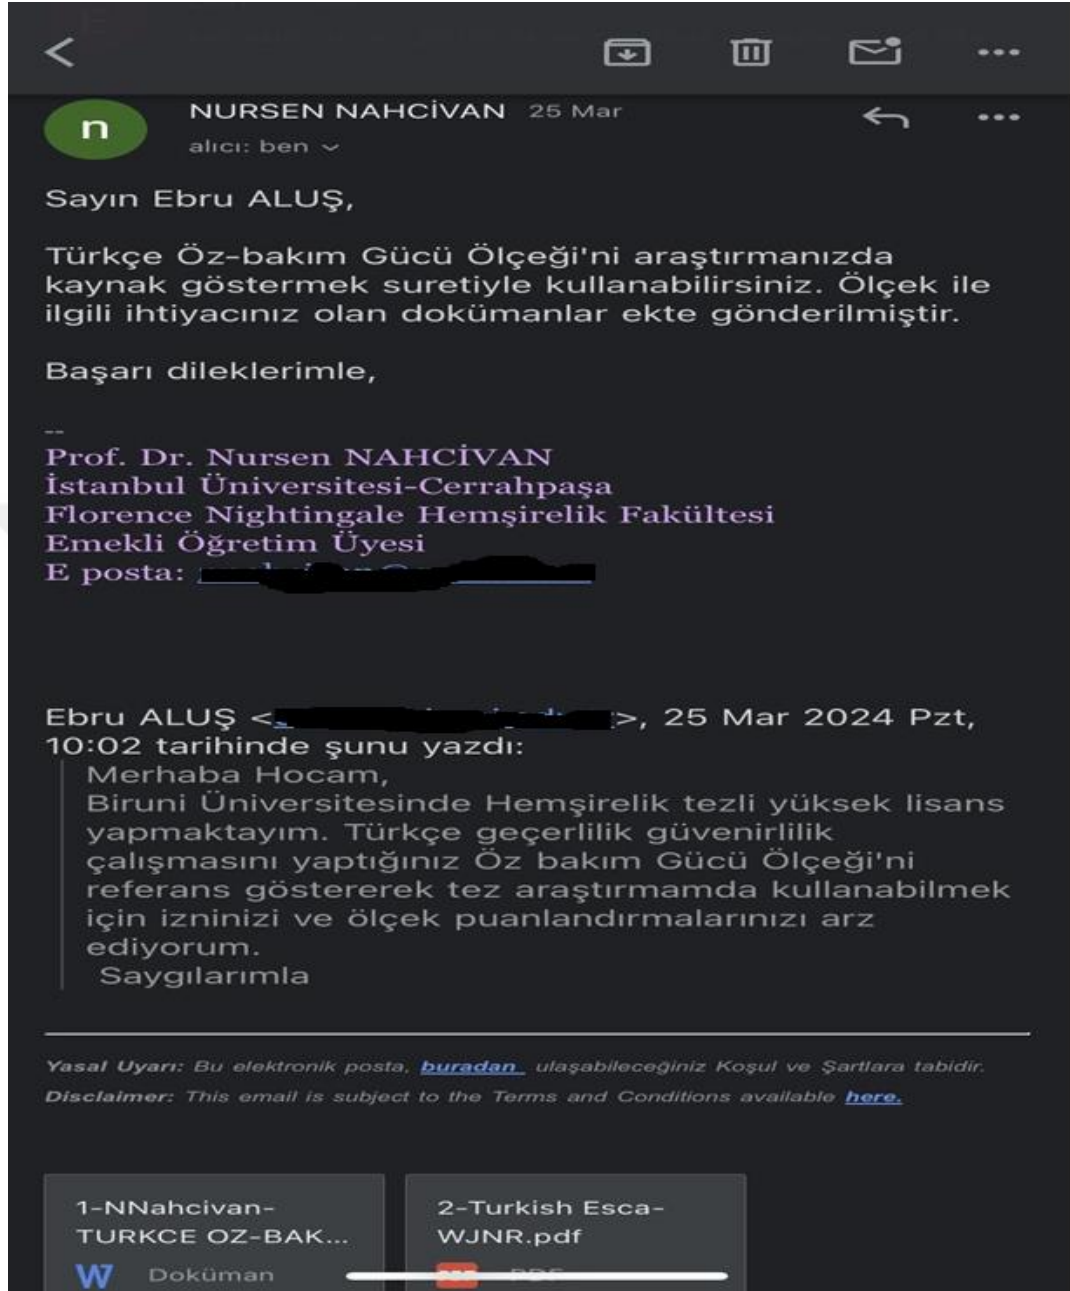 n
NURSEN NAHCİVAN 25 Mar
alıcı: ben
Sayın Ebru ALUŞ,
Türkçe Öz-bakım Gücü Ölçeği'ni araştırmanızda
kaynak göstermek suretiyle kullanabilirsiniz. Ölçek ile
ilgili ihtiyacınız olan dokümanlar ekte gönderilmiştir.
Başarı dileklerimle,
--
Prof. Dr. Nursen NAHCİVAN
İstanbul Üniversitesi-Cerrahpaşa
Florence Nightingale Hemşirelik Fakültesi
Emekli Öğretim Üyesi
E posta:
Ebru ALUŞ < >, 25 Mar 2024 Pzt,
10:02 tarihinde şunu yazdı:
Merhaba Hocam,
Biruni Üniversitesinde Hemşirelik tezli yüksek lisans
yapmaktayım. Türkçe geçerlilik güvenirlilik
çalışmasını yaptığınız Öz bakım Gücü Ölçeği'ni
referans göstererek tez araştırmamda kullanabilmek
için izninizi ve ölçek puanlandırmalarınızı arz
ediyorum.
Saygılarımla
Yasal Uyarı: Bu elektronik posta, buradan ulaşabileceğiniz Koşul ve Şartlara tabidir.
Disclaimer: This email is subject to the Terms and Conditions available here.
1-NNahcivan-
TURKCE OZ-BAK...
W Doküman
2-Turkish Esca-
WJNR.pdf